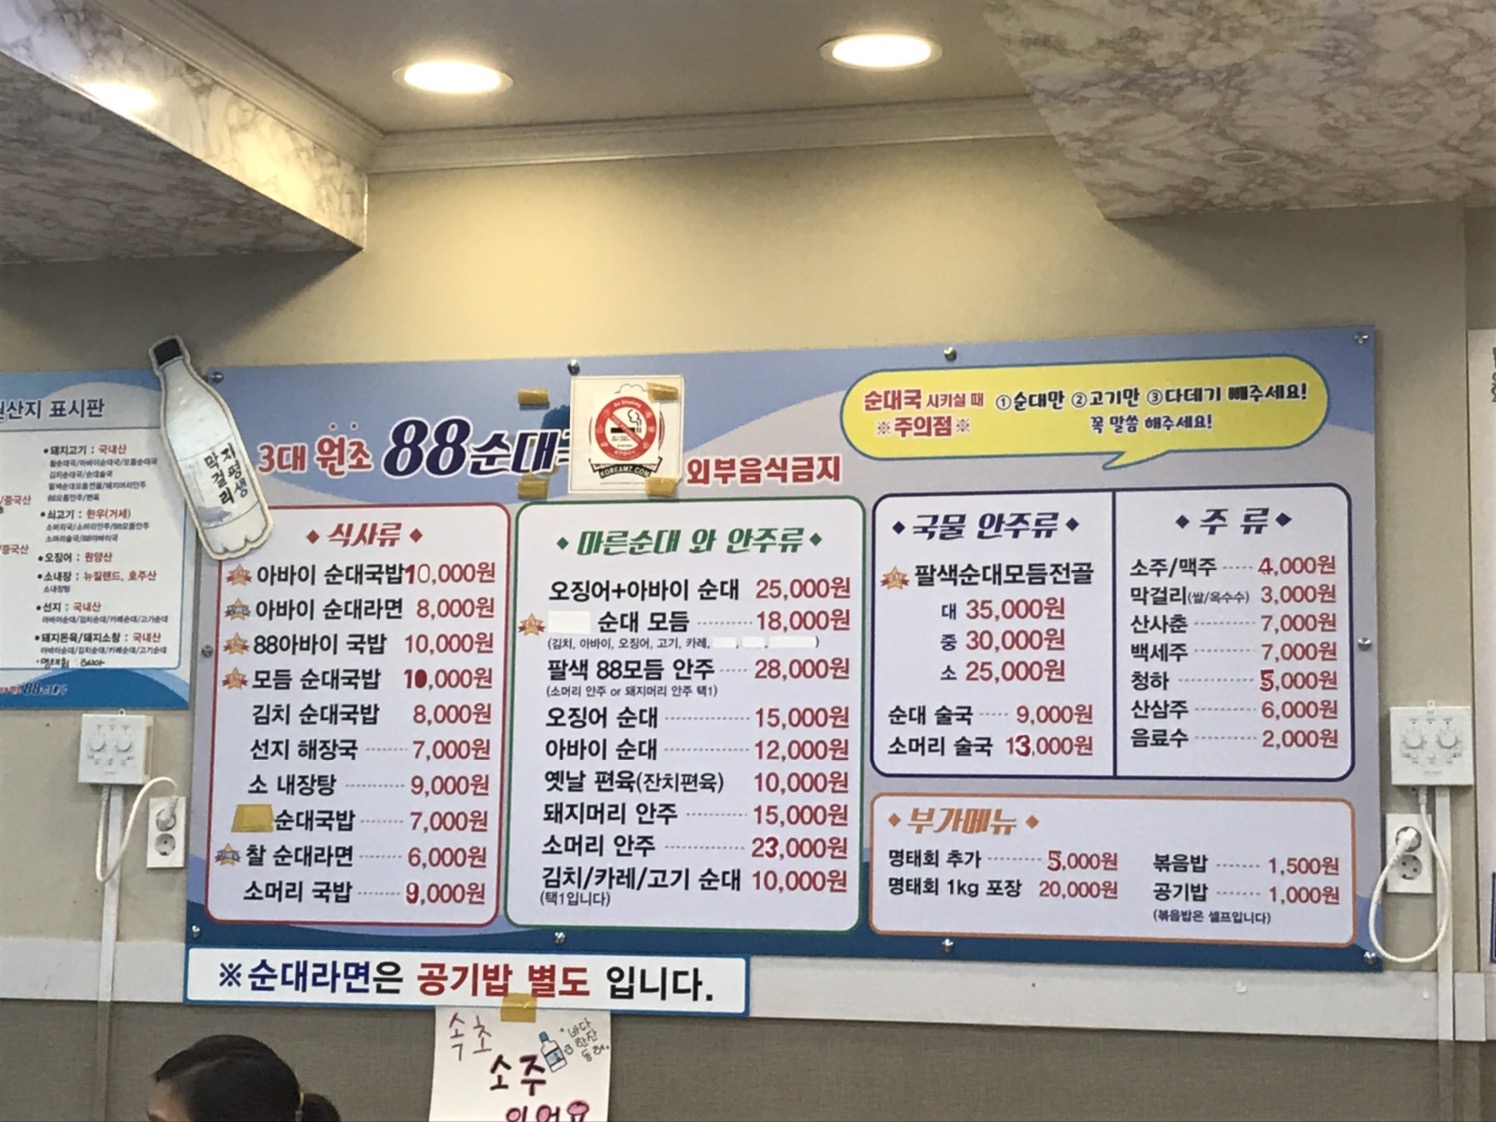 원산지 표시판
•돼지고기 : 국내산
•쇠고기 : 한우(거세)
•오징어 : 원양산
•소내장 : 뉴질랜드, 호주산
•선지 : 국내산
•돼지돈육/돼지소창 : 국내산
지평생
막걸리
3대 원조 88순대국
외부음식금지
순대국 시키실 때
※주의점※
①순대만 ②고기만 ③다데기 빼주세요!
꼭 말씀 해주세요!
식사류
아바이 순대국밥 10,000원
아바이 순대라면 8,000원
88아바이 국밥 10,000원
모듬 순대국밥 10,000원
김치 순대국밥 8,000원
선지 해장국 7,000원
소 내장탕 9,000원
순대국밥 7,000원
찰 순대라면 6,000원
소머리 국밥 9,000원
마른순대 와 안주류
오징어+아바이 순대 25,000원
순대 모듬 18,000원
(김치, 아바이, 오징어, 고기, 카레, )
팔색 88모듬 안주 28,000원
(소머리 안주 or 돼지머리 안주 택1)
오징어 순대 15,000원
아바이 순대 12,000원
옛날 편육(잔치편육) 10,000원
돼지머리 안주 15,000원
소머리 안주 23,000원
김치/카레/고기 순대 10,000원
(택1입니다)
국물 안주류
팔색순대모듬전골
대 35,000원
중 30,000원
소 25,000원
순대 술국 9,000원
소머리 술국 13,000원
주 류
소주/맥주 4,000원
막걸리(쌀/옥수수) 3,000원
산사춘 7,000원
백세주 7,000원
청하 5,000원
산삼주 6,000원
음료수 2,000원
부가메뉴
명태회 추가 5,000원
명태회 1kg 포장 20,000원
볶음밥 1,500원
공기밥 1,000원
(볶음밥은 셀프입니다)
※순대라면은 공기밥 별도 입니다.
속초
소주